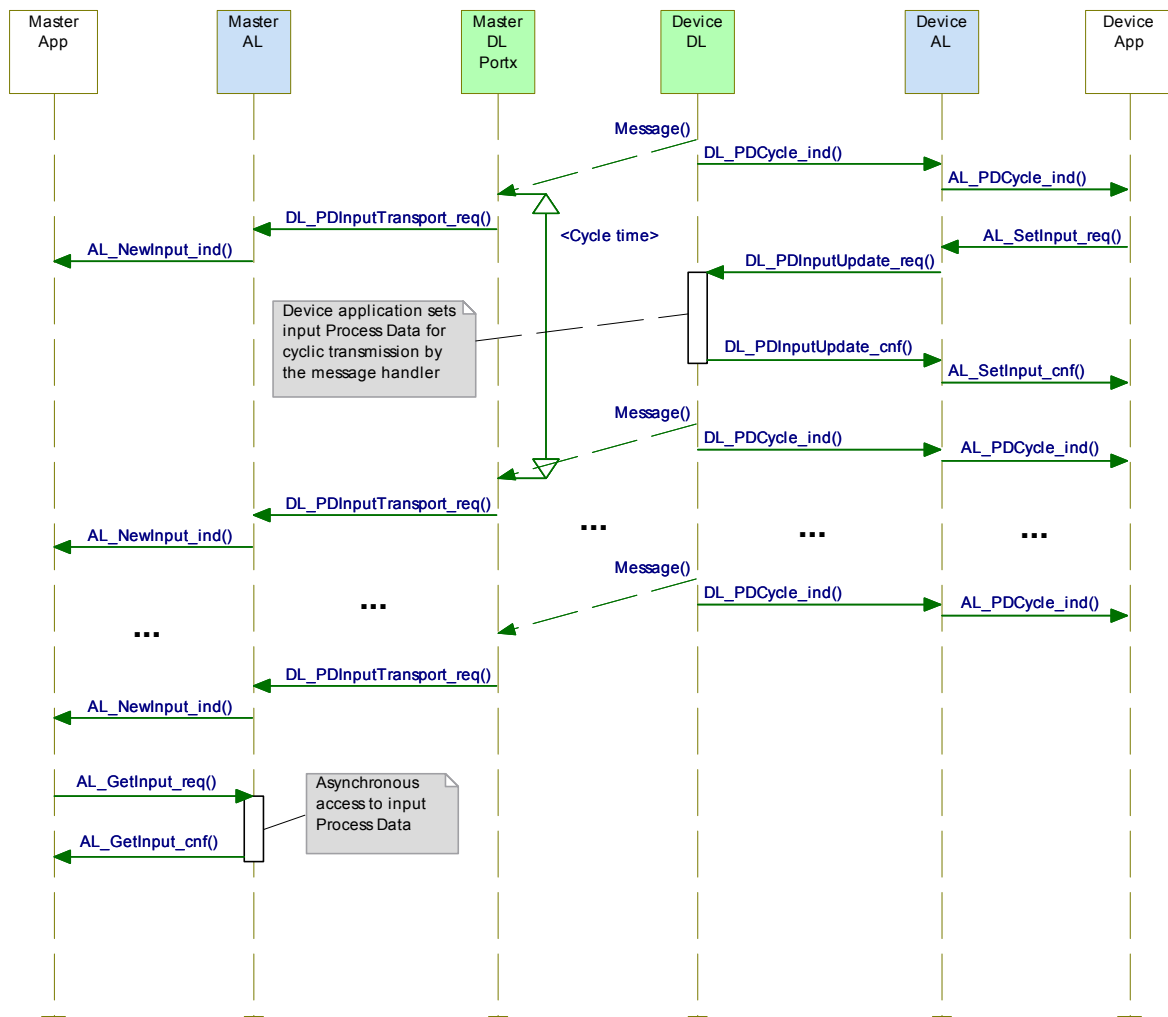 Master
App
Master
AL
Master
DL
Portx
Device
DL
Device
AL
Device
App
Message()
DL_PDCycle_ind()
AL_PDCycle_ind()
DL_PDInputTransport_req()
<Cycle time>
AL_SetInput_req()
AL_NewInput_ind()
DL_PDInputUpdate_req()
Device application sets
input Process Data for
cyclic transmission by
the message handler
DL_PDInputUpdate_cnf()
AL_SetInput_cnf()
Message()
DL_PDCycle_ind()
AL_PDCycle_ind()
DL_PDInputTransport_req()
AL_NewInput_ind()
...
...
...
Message()
DL_PDCycle_ind()
AL_PDCycle_ind()
...
...
DL_PDInputTransport_req()
AL_NewInput_ind()
AL_GetInput_req()
Asynchronous
access to input
Process Data
AL_GetInput_cnf()